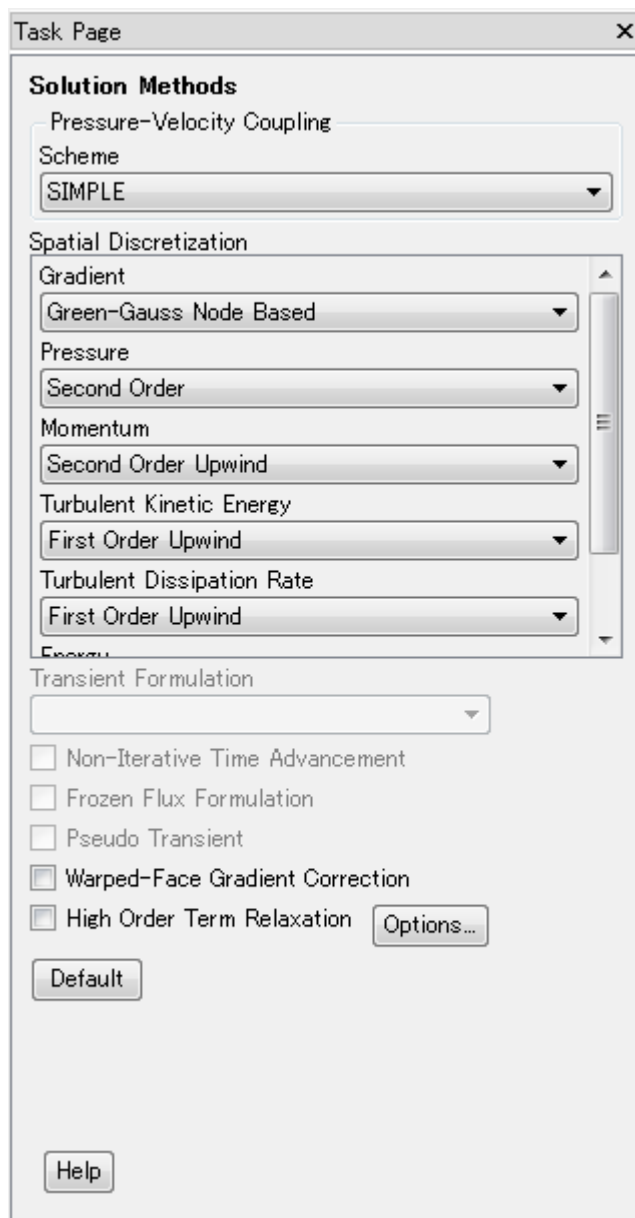 Task Page
Solution Methods
Pressure-Velocity Coupling
Scheme
SIMPLE
Spatial Discretization
Gradient
Green-Gauss Node Based
Pressure
Second Order
Momentum
Second Order Upwind
Turbulent Kinetic Energy
First Order Upwind
Turbulent Dissipation Rate
First Order Upwind
Energy
Transient Formulation
Non-Iterative Time Advancement
Frozen Flux Formulation
Pseudo Transient
Warped-Face Gradient Correction
High Order Term Relaxation Options...
Default
Help